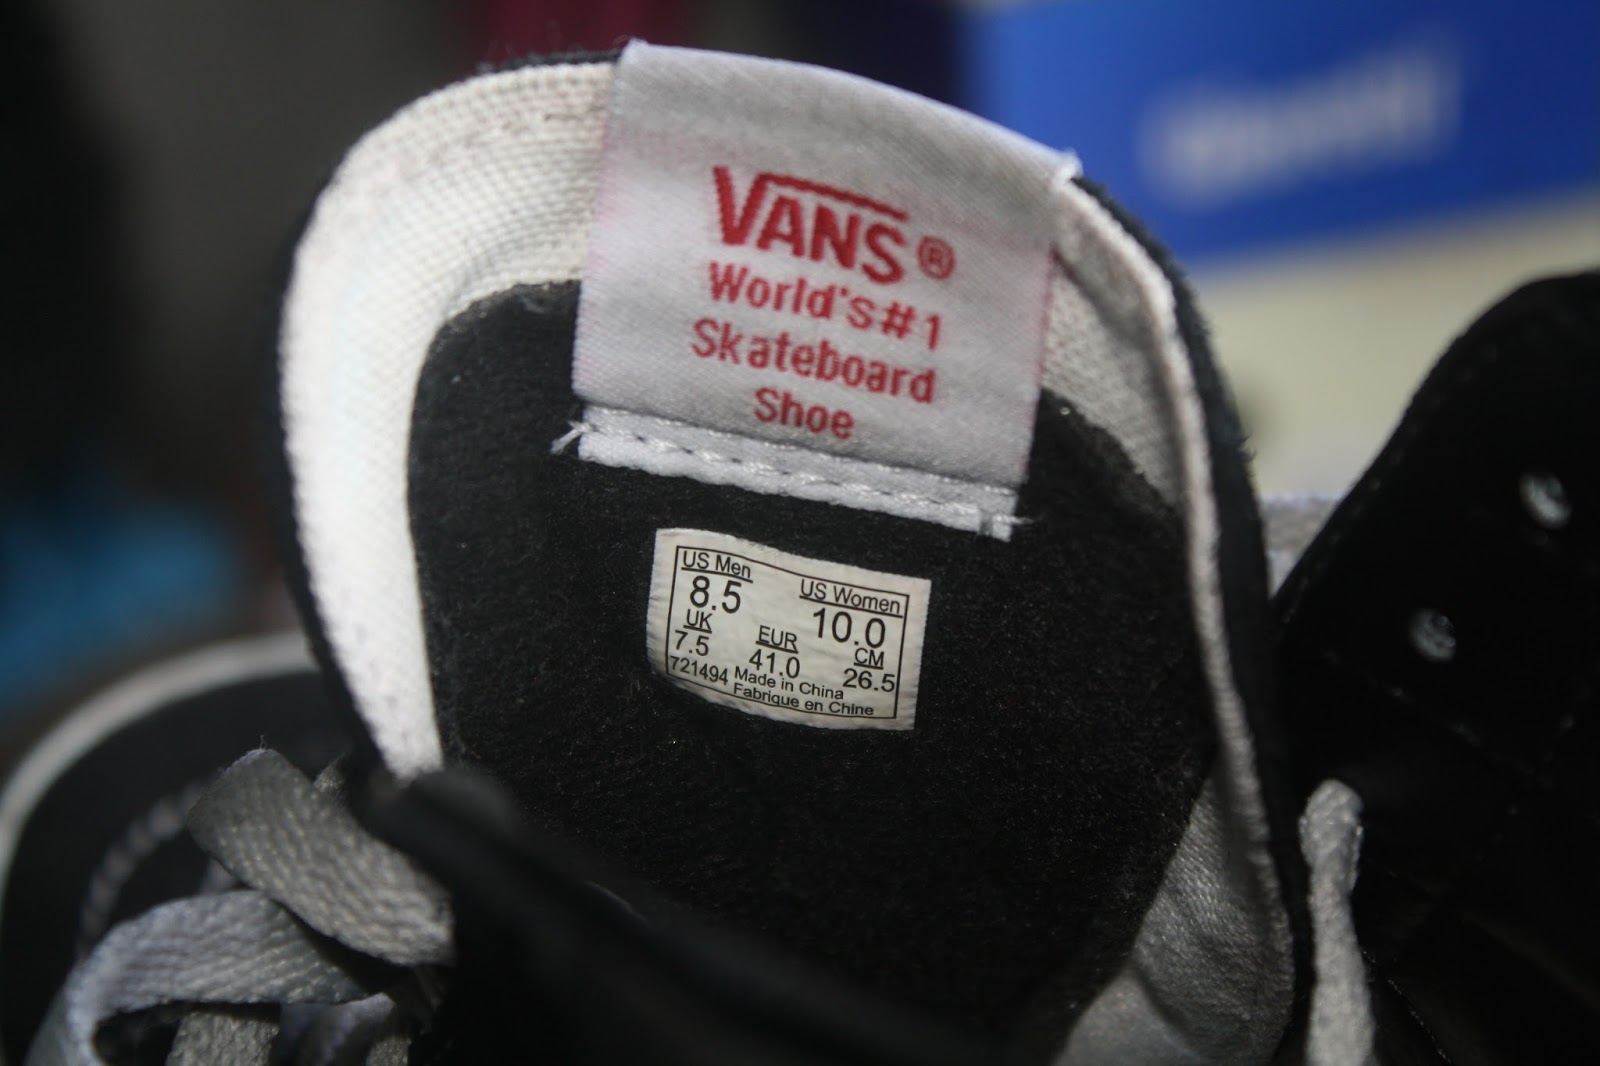 VANS®
World's #1
Skateboard
Shoe
US Men
8.5
US Women
10.0
UK
7.5
EUR
41.0
CM
26.5
721494 Made in China
Fabrique en Chine